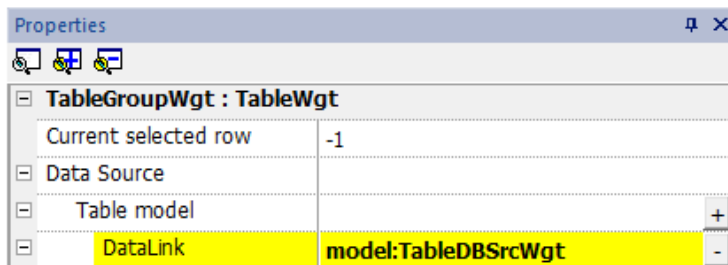 Properties
TableGroupWgt : TableWgt
Current selected row -1
Data Source
Table model +
DataLink model:TableDBSrcWgt -